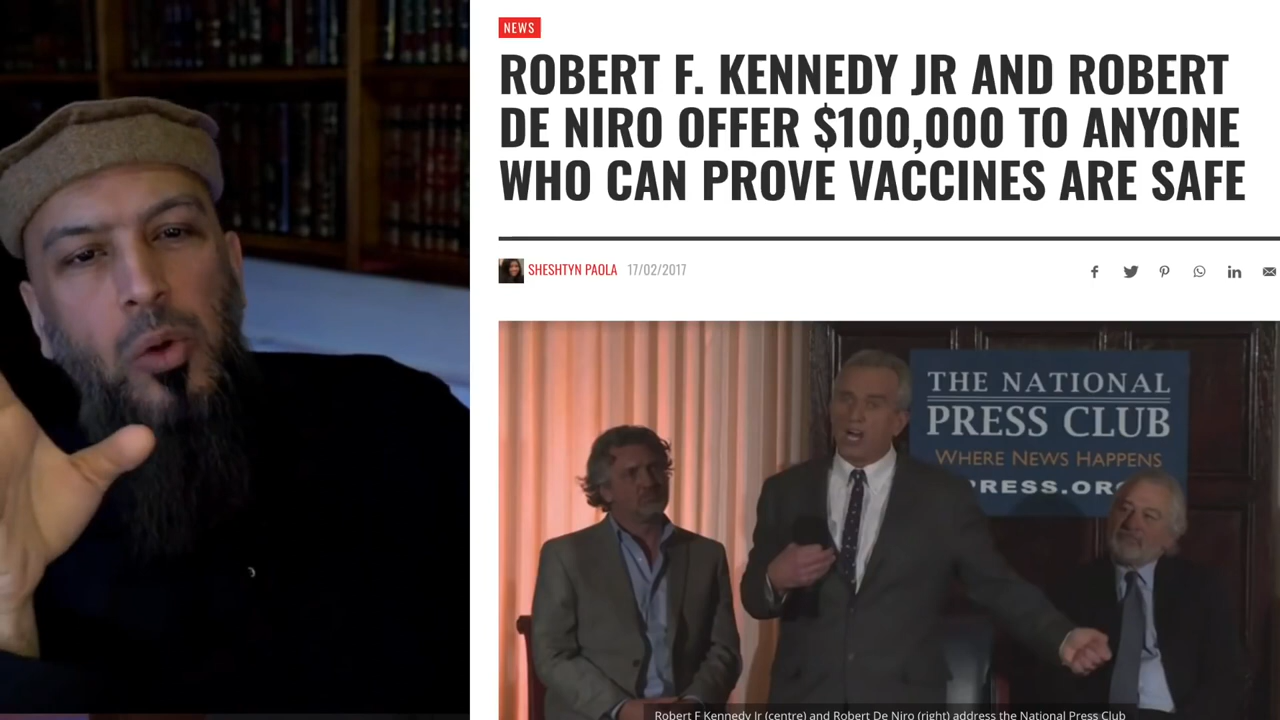 NEWS
ROBERT F. KENNEDY JR AND ROBERT
DE NIRO OFFER $100,000 TO ANYONE
WHO CAN PROVE VACCINES ARE SAFE
SHESHTYN PAOLA 17/02/2017
THE NATIONAL
PRESS CLUB
WHERE NEWS HAPPENS
PRESS.ORG
Robert F Kennedy Jr (centre) and Robert De Niro (right) address the National Press Club